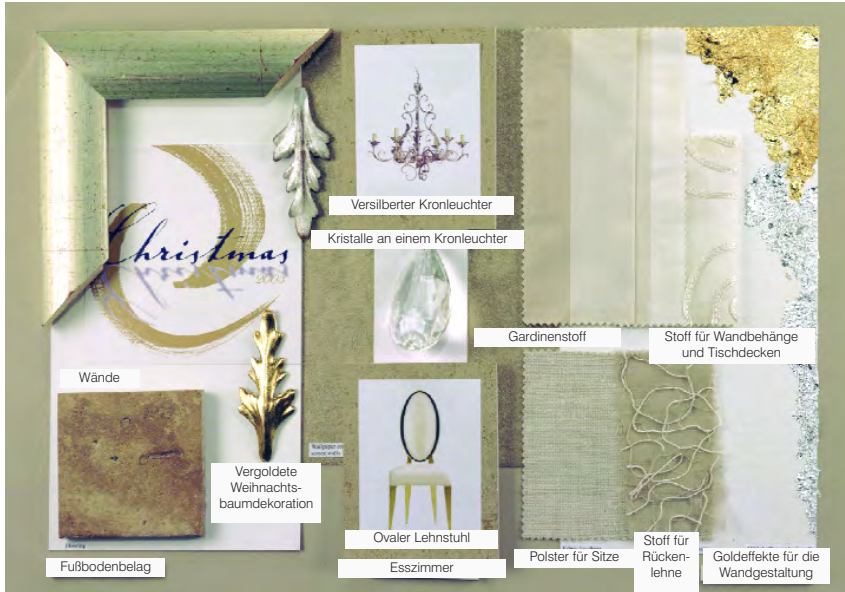 Christmas
Versilberter Kronleuchter
Kristalle an einem Kronleuchter
Gardinenstoff
Stoff für Wandbehänge
und Tischdecken
Wände
Vergoldete
Weihnachts-
baumdekoration
Ovaler Lehnstuhl
Esszimmer
Fußbodenbelag
Polster für Sitze
Stoff für
Rücken-
lehne
Goldeffekte für die
Wandgestaltung